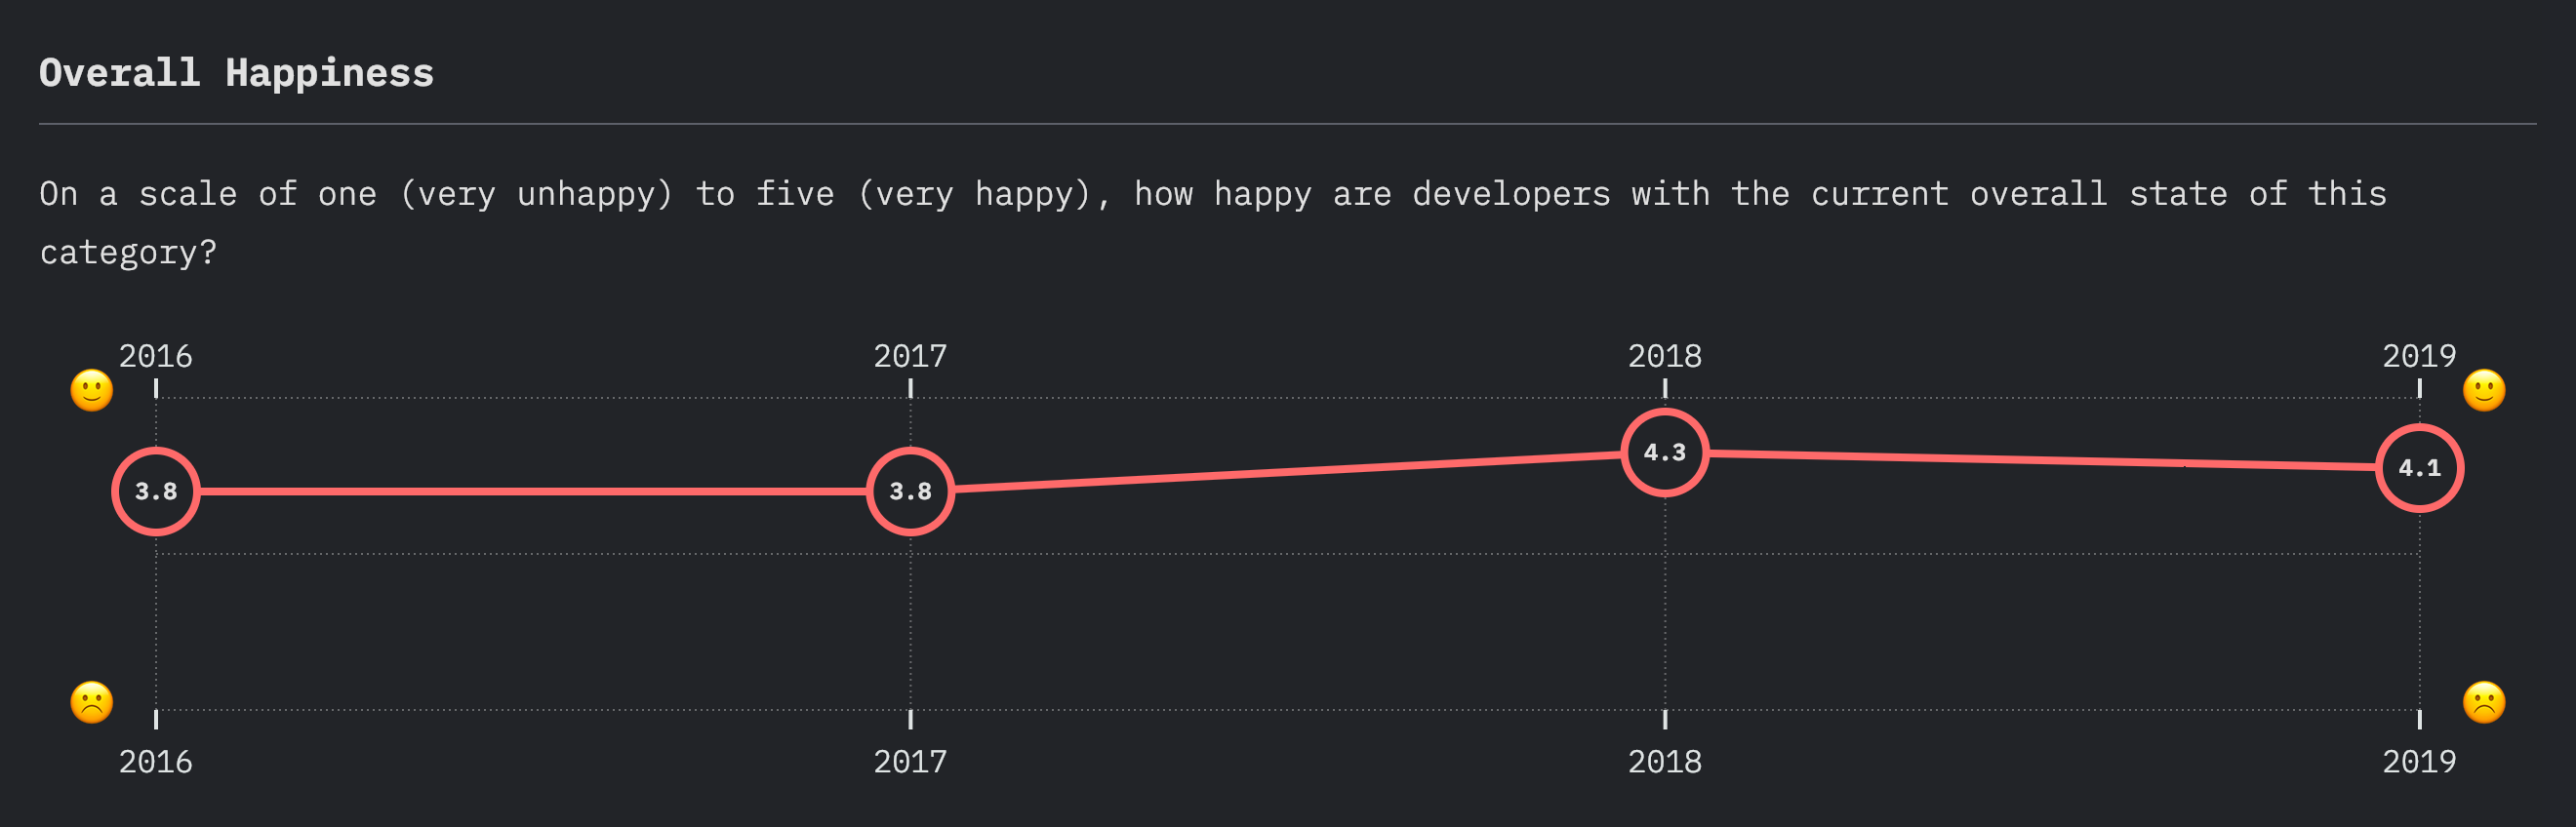 Overall Happiness
On a scale of one (very unhappy) to five (very happy), how happy are developers with the current overall state of this
category?
2016 2017 2018 2019
3.8 3.8 4.3 4.1
2016 2017 2018 2019